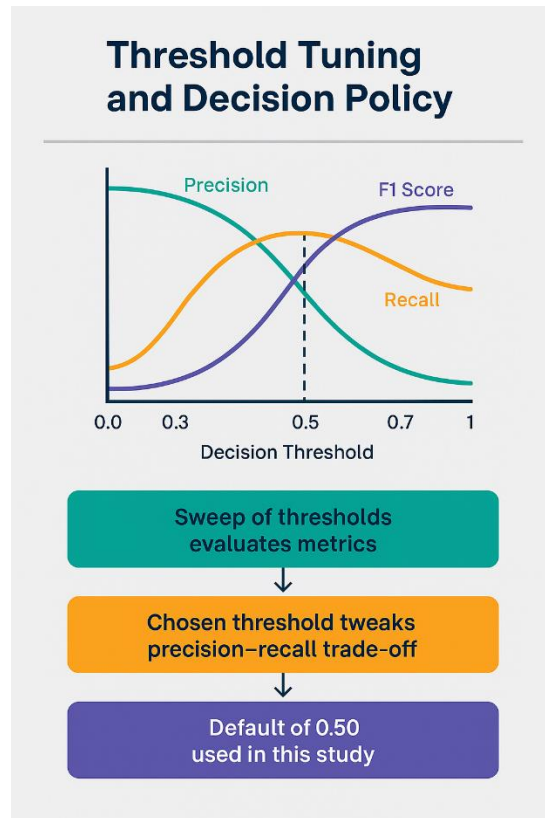 Threshold Tuning
and Decision Policy
Precision
F1 Score
Recall
0.0
0.3
0.5
0.7
1
Decision Threshold
Sweep of thresholds
evaluates metrics
Chosen threshold tweaks
precision–recall trade-off
Default of 0.50
used in this study